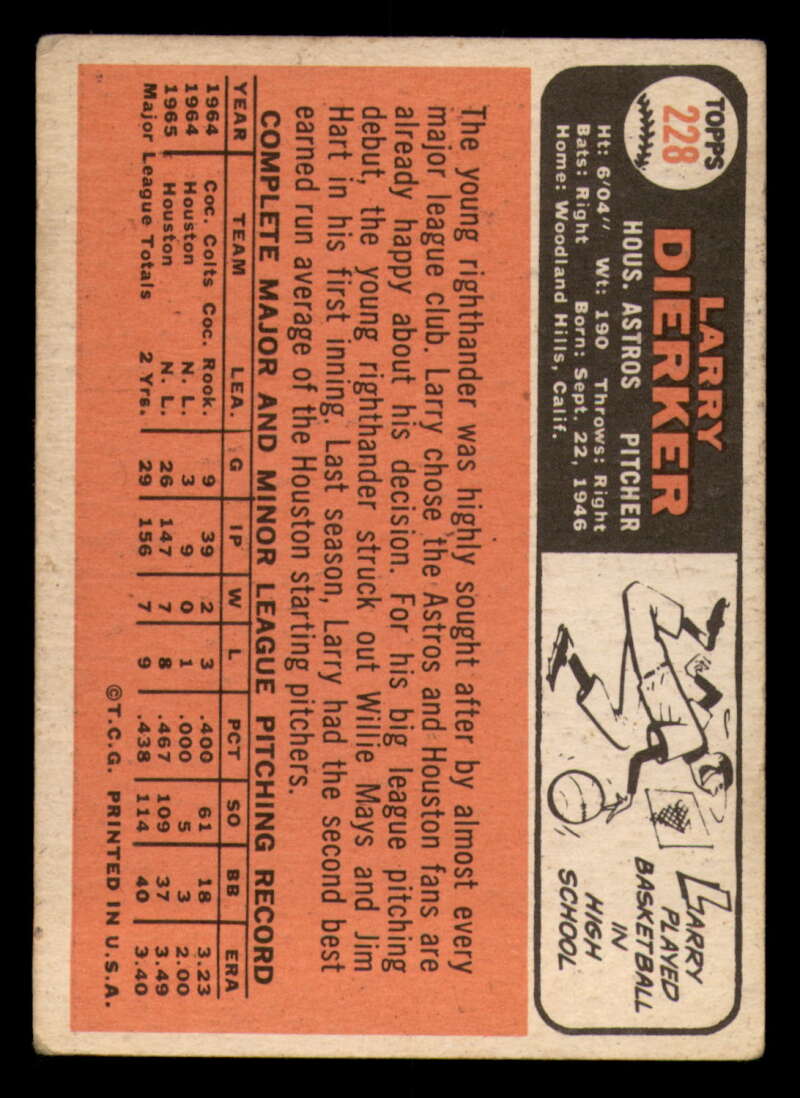 TOPPS
228
LARRY
DIERKER
HOUS. ASTROS PITCHER
Ht: 6'04" Wt: 190 Throws: Right
Bats: Right Born: Sept. 22, 1946
Home: Woodland Hills, Calif.
LARRY
PLAYED
BASKETBALL
IN
HIGH
SCHOOL
The young righthander was highly sought after by almost every
major league club. Larry chose the Astros and Houston fans are
already happy about his decision. For his big league pitching
debut, the young righthander struck out Willie Mays and Jim
Hart in his first inning. Last season, Larry had the second best
earned run average of the Houston starting pitchers.
COMPLETE MAJOR AND MINOR LEAGUE PITCHING RECORD
YEAR TEAM LEA. G IP W L PCT SO BB ERA
1964 Coc. Colts Coc. Rook. 9 39 2 3 .400 61 18 3.23
1964 Houston N. L. 3 9 0 1 .000 5 3 2.00
1965 Houston N. L. 26 147 7 8 .467 109 37 3.49
Major League Totals 2 Yrs. 29 156 7 9 .438 114 40 3.40
©T.C.G. PRINTED IN U.S.A.